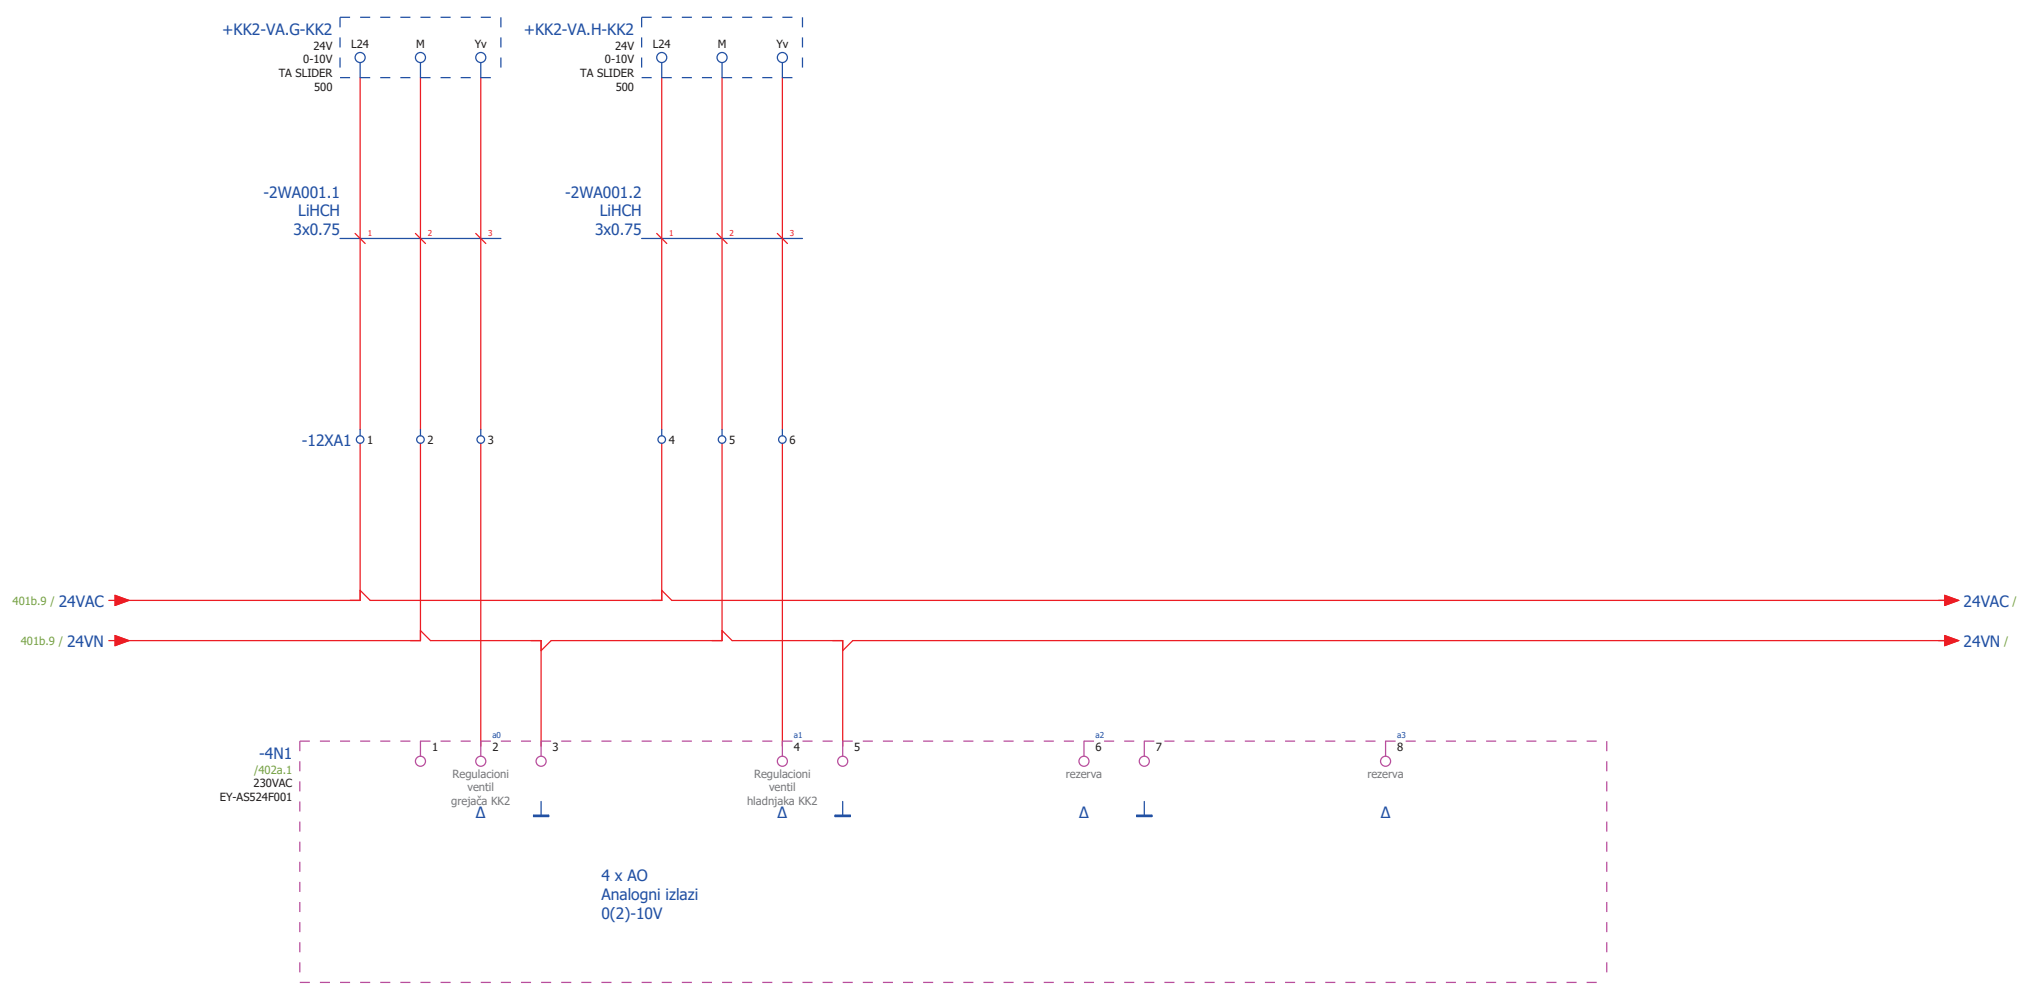 +KK2-VA.G-KK2
24V
0-10V
TA SLIDER
500
L24 M Yv
+KK2-VA.H-KK2
24V
0-10V
TA SLIDER
500
L24 M Yv
-2WA001.1
LiHCH
3x0.75
1 2 3
-2WA001.2
LiHCH
3x0.75
1 2 3
-12XA1 1 2 3 4 5 6
401b.9 / 24VAC
24VAC /
401b.9 / 24VN
24VN /
-4N1
/402a.1
230VAC
EY-AS524F001
a0 a1 a2 a3
1 2 3 4 5 6 7 8
Regulacioni
ventil
grejača KK2
Δ
Regulacioni
ventil
hladnjaka KK2
Δ
rezerva
Δ
rezerva
Δ
4 x AO
Analogni izlazi
0(2)-10V